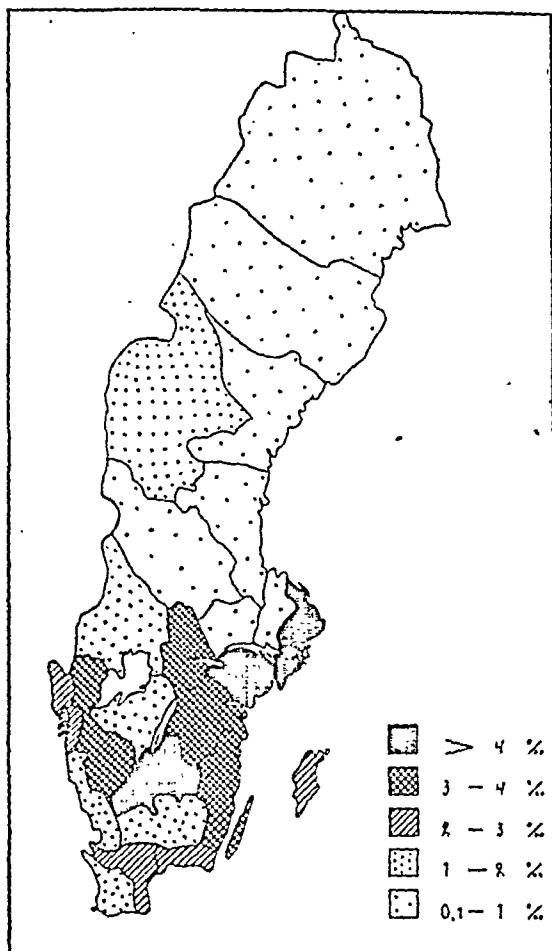 > 4 ‰
3 – 4 ‰
2 – 3 ‰
1 – 2 ‰
0,1 – 1 ‰